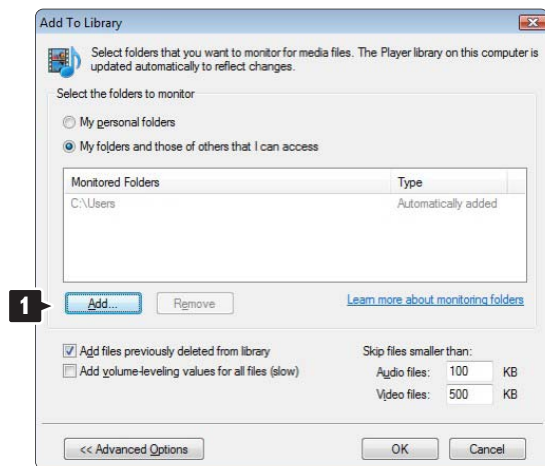 Add To Library
Select folders that you want to monitor for media files. The Player library on this computer is
updated automatically to reflect changes.
Select the folders to monitor
My personal folders
My folders and those of others that I can access
Monitored Folders Type
C:\Users Automatically added
1 Add... Remove Learn more about monitoring folders
Add files previously deleted from library Skip files smaller than:
Add volume-leveling values for all files (slow) Audio files: 100 KB
Video files: 500 KB
<< Advanced Options OK Cancel